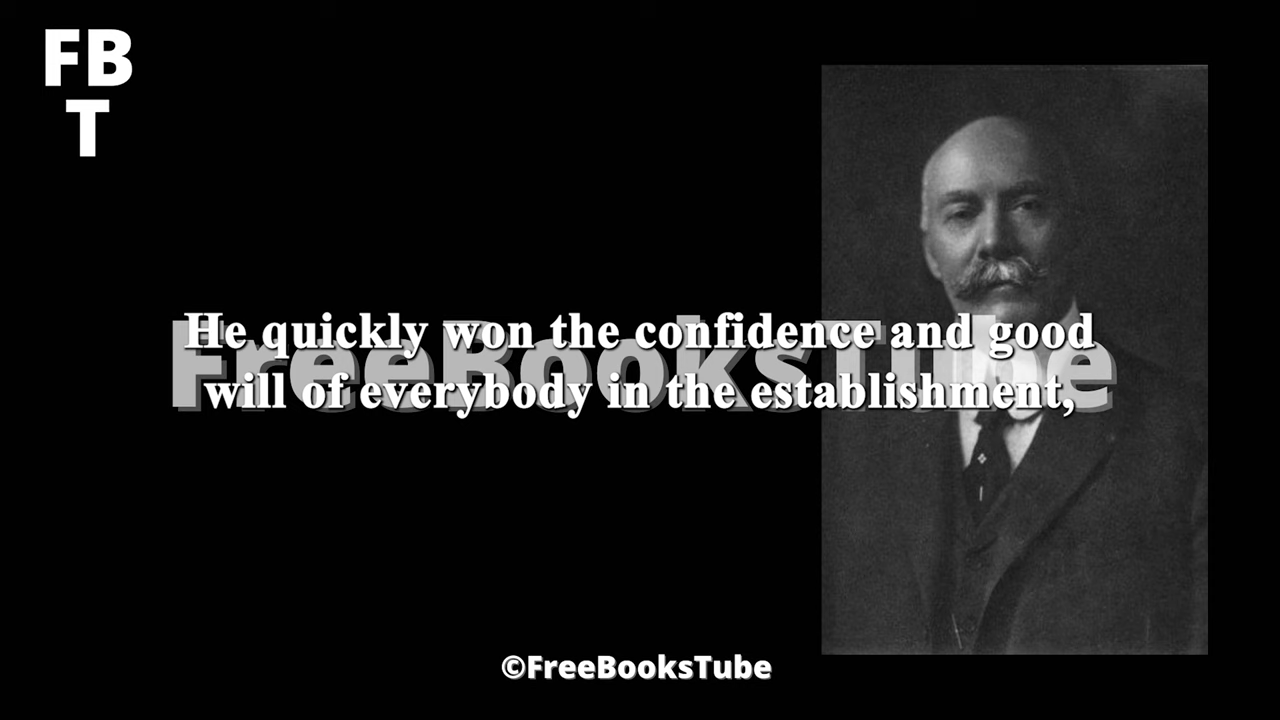 FB
T
He quickly won the confidence and good
FreeBooksTube
will of everybody in the establishment,
©FreeBooksTube